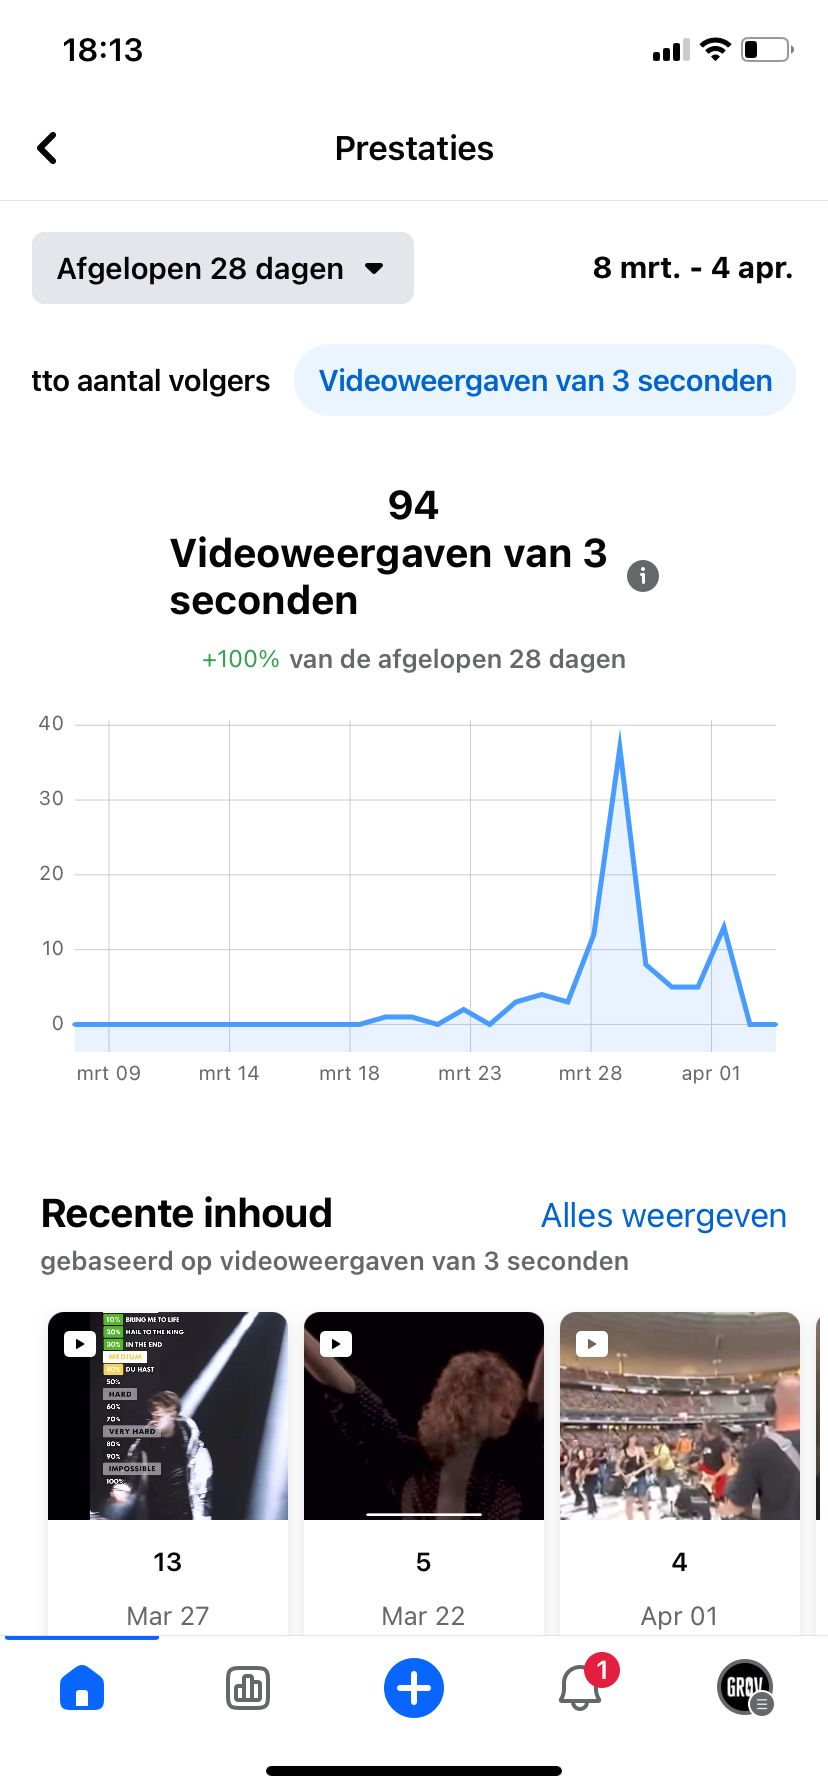 18:13
Prestaties
Afgelopen 28 dagen
8 mrt. - 4 apr.
tto aantal volgers
Videoweergaven van 3 seconden
94
Videoweergaven van 3
seconden
+100% van de afgelopen 28 dagen
40
30
20
10
0
mrt 09
mrt 14
mrt 18
mrt 23
mrt 28
apr 01
Recente inhoud
Alles weergeven
gebaseerd op videoweergaven van 3 seconden
10% BRING ME TO LIFE
20% HAIL TO THE KING
30% IN THE END
MEDIUM
40% DU HAST
50%
HARD
60%
70%
VERY HARD
80%
90%
IMPOSSIBLE
100%
13
Mar 27
5
Mar 22
4
Apr 01
1
GROV